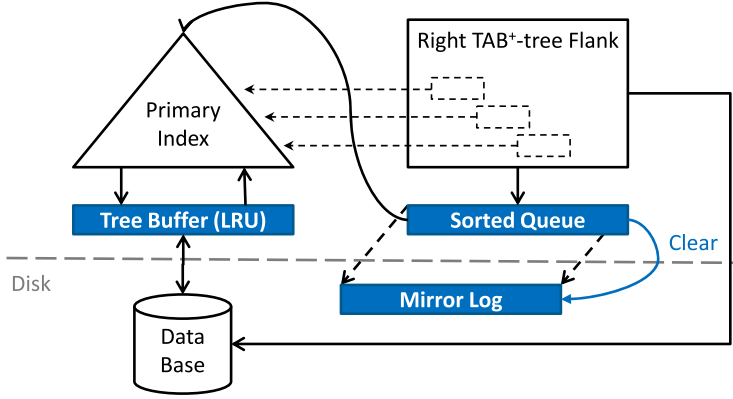 Right TAB⁺-tree Flank
Primary
Index
Tree Buffer (LRU)
Sorted Queue
Clear
Disk
Mirror Log
Data
Base